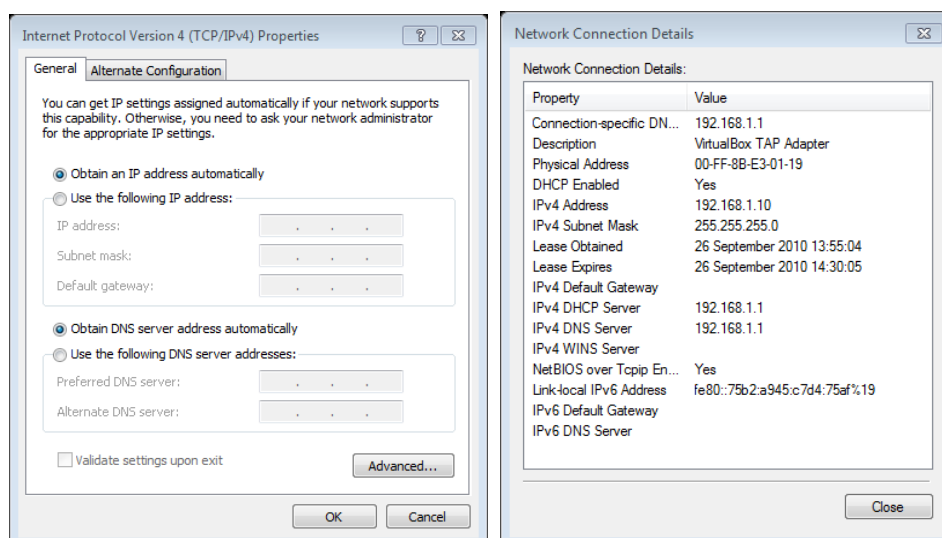 Internet Protocol Version 4 (TCP/IPv4) Properties
General Alternate Configuration
You can get IP settings assigned automatically if your network supports
this capability. Otherwise, you need to ask your network administrator
for the appropriate IP settings.
Obtain an IP address automatically
Use the following IP address:
IP address:
Subnet mask:
Default gateway:
Obtain DNS server address automatically
Use the following DNS server addresses:
Preferred DNS server:
Alternate DNS server:
Validate settings upon exit
Advanced...
OK Cancel
Network Connection Details
Network Connection Details:
Property Value
Connection-specific DN... 192.168.1.1
Description VirtualBox TAP Adapter
Physical Address 00-FF-8B-E3-01-19
DHCP Enabled Yes
IPv4 Address 192.168.1.10
IPv4 Subnet Mask 255.255.255.0
Lease Obtained 26 September 2010 13:55:04
Lease Expires 26 September 2010 14:30:05
IPv4 Default Gateway
IPv4 DHCP Server 192.168.1.1
IPv4 DNS Server 192.168.1.1
IPv4 WINS Server
NetBIOS over Tcpip En... Yes
Link-local IPv6 Address fe80::75b2:a945:c7d4:75af%19
IPv6 Default Gateway
IPv6 DNS Server
Close